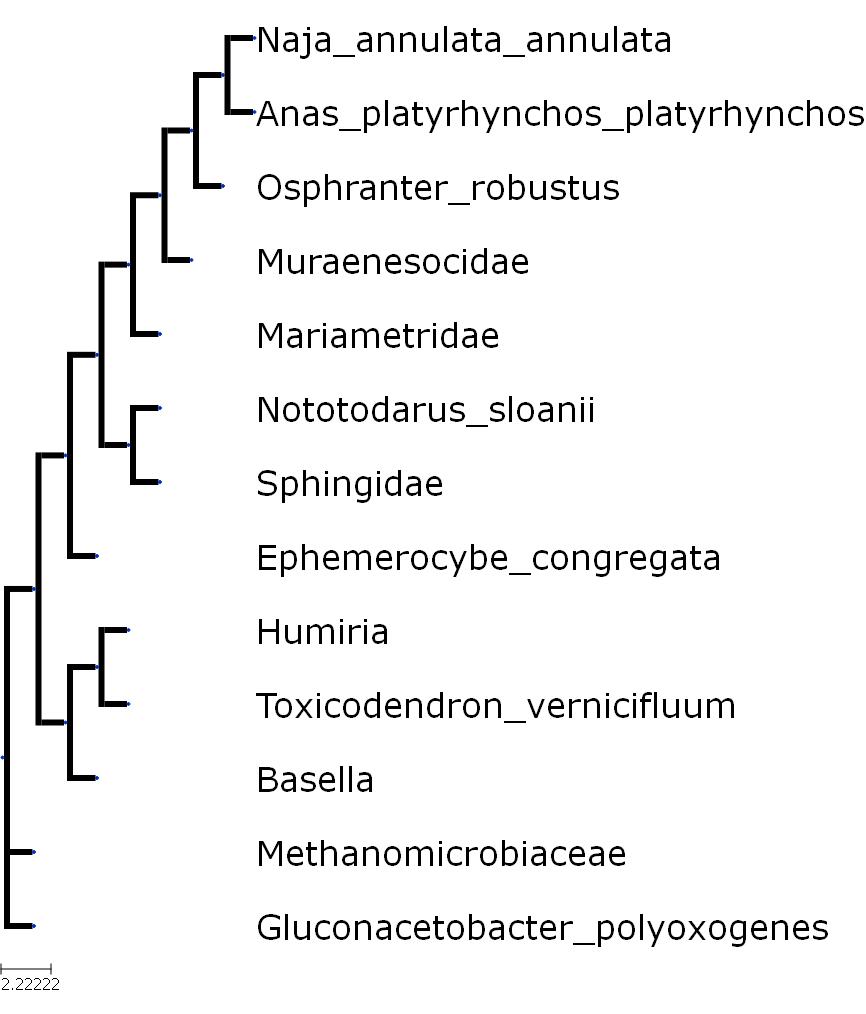 Naja_annulata_annulata
Anas_platyrhynchos_platyrhynchos
Osphranter_robustus
Muraenesocidae
Mariametridae
Nototodarus_sloanii
Sphingidae
Ephemerocybe_congregata
Humiria
Toxicodendron_vernicifluum
Basella
Methanomicrobiaceae
Gluconacetobacter_polyoxogenes
2.22222